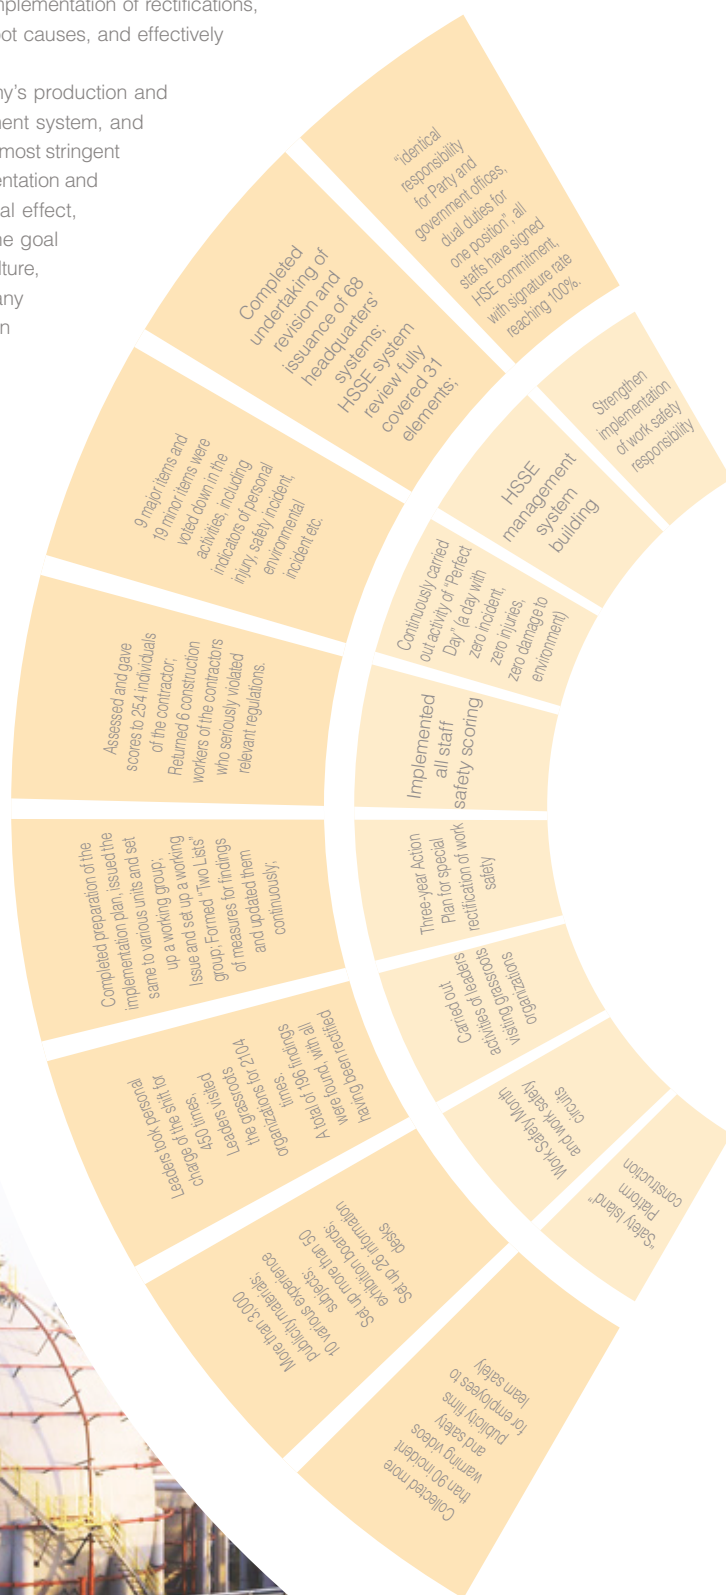 mplementation of rectifications,
ot causes, and effectively
y's production and
ent system, and
most stringent
entation and
al effect,
ne goal
lture,
any
n
"identical
responsibility
for Party and
government offices,
dual duties for
one position", all
staffs have signed
HSE commitment,
with signature rate
reaching 100%.
Strengthen
implementation
of work safety
responsibility
Completed
undertaking of
revision and
issuance of 68
headquarters'
systems;
HSSE system
review fully
covered 31
elements;
HSSE
management
system
building
9 major items and
19 minor items were
voted down in the
activities, including
indicators of personal
injury, safety incident,
environmental
incident etc.
Continuously carried
out activity of "Perfect
Day" (a day with
zero incident,
zero injuries,
zero damage to
environment)
Assessed and gave
scores to 254 individuals
of the contractor;
Returned 6 construction
workers of the contractors
who seriously violated
relevant regulations.
Implemented
all staff
safety scoring
Completed preparation of the
implementation plan, issued the
same to various units and set
up a working group;
Issue and set up a working
group; Formed "Two Lists"
of measures for findings
and updated them
continuously;
Three-year Action
Plan for special
rectification of work
safety
Leaders took personal
charge of the shift for
450 times,
Leaders visited
the grassroots
organizations for 2104
times.
A total of 196 findings
were found, with all
having been rectified
Carried out
activities of leaders
visiting grassroots
organizations
More than 3,000
publicity materials;
10 various experience
subjects;
Set up more than 50
exhibition boards;
Set up 26 information
desks
Work Safety Month
and work safety
circuits
Collected more
than 90 incident
warning videos
and safety
publicity films
for employees to
learn safely
"Safety Island"
Platform
construction